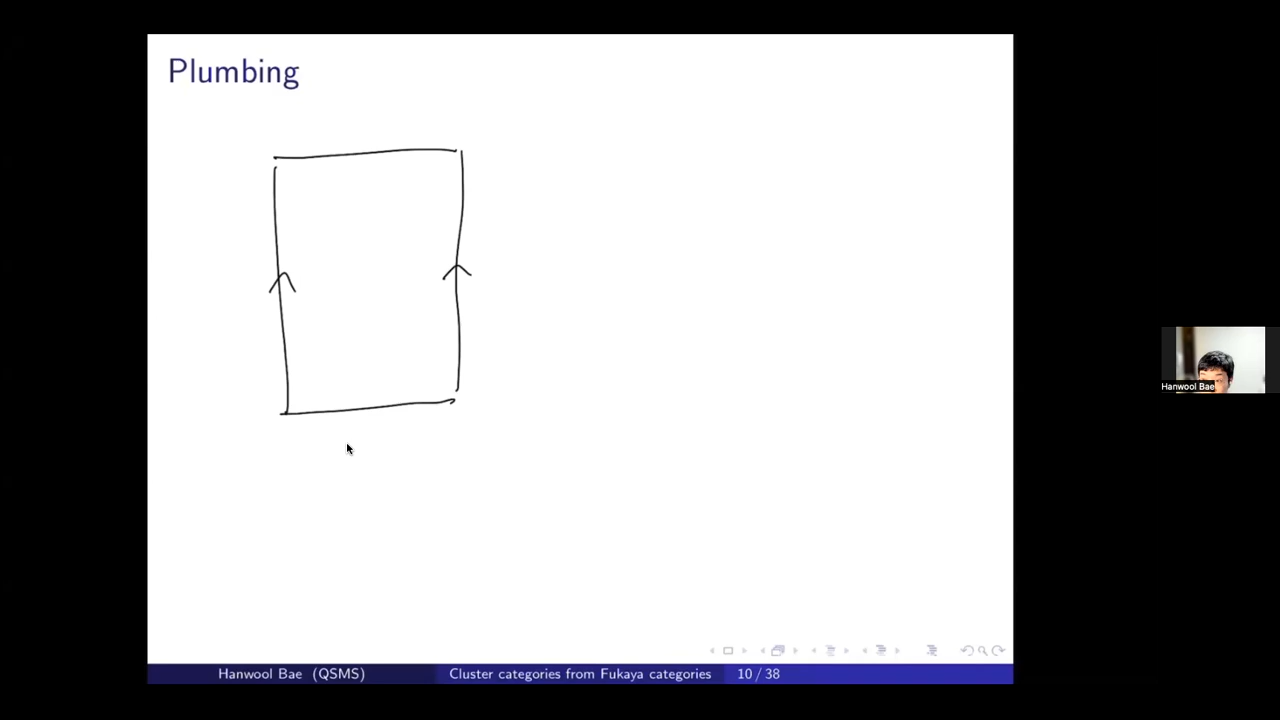 Plumbing
Hanwool Bae
Hanwool Bae (QSMS)
Cluster categories from Fukaya categories
10 / 38